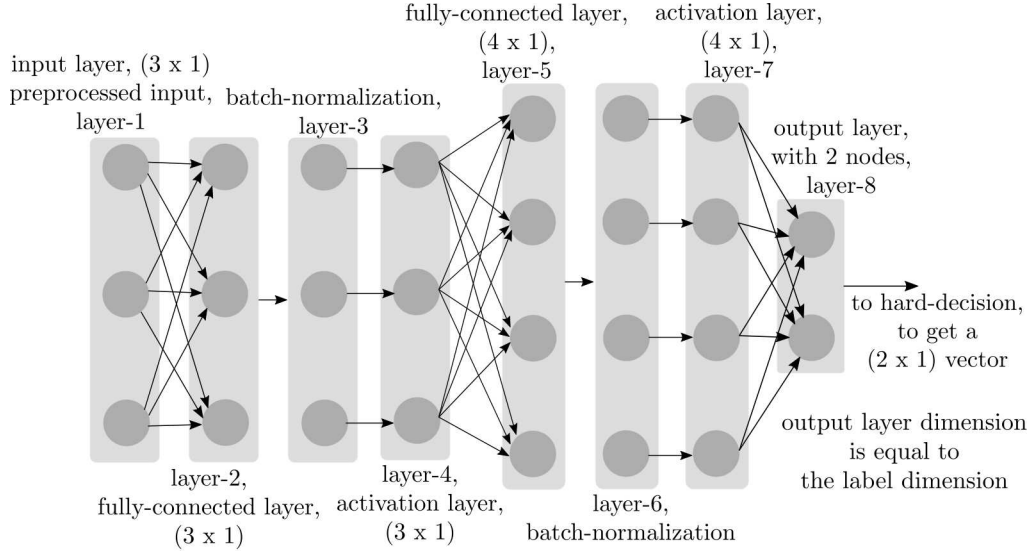 input layer, (3 x 1)
preprocessed input,
layer-1
layer-2,
fully-connected layer,
(3 x 1)
batch-normalization,
layer-3
layer-4,
activation layer,
(3 x 1)
fully-connected layer,
(4 x 1),
layer-5
layer-6,
batch-normalization
activation layer,
(4 x 1),
layer-7
output layer,
with 2 nodes,
layer-8
to hard-decision,
to get a
(2 x 1) vector
output layer dimension
is equal to
the label dimension